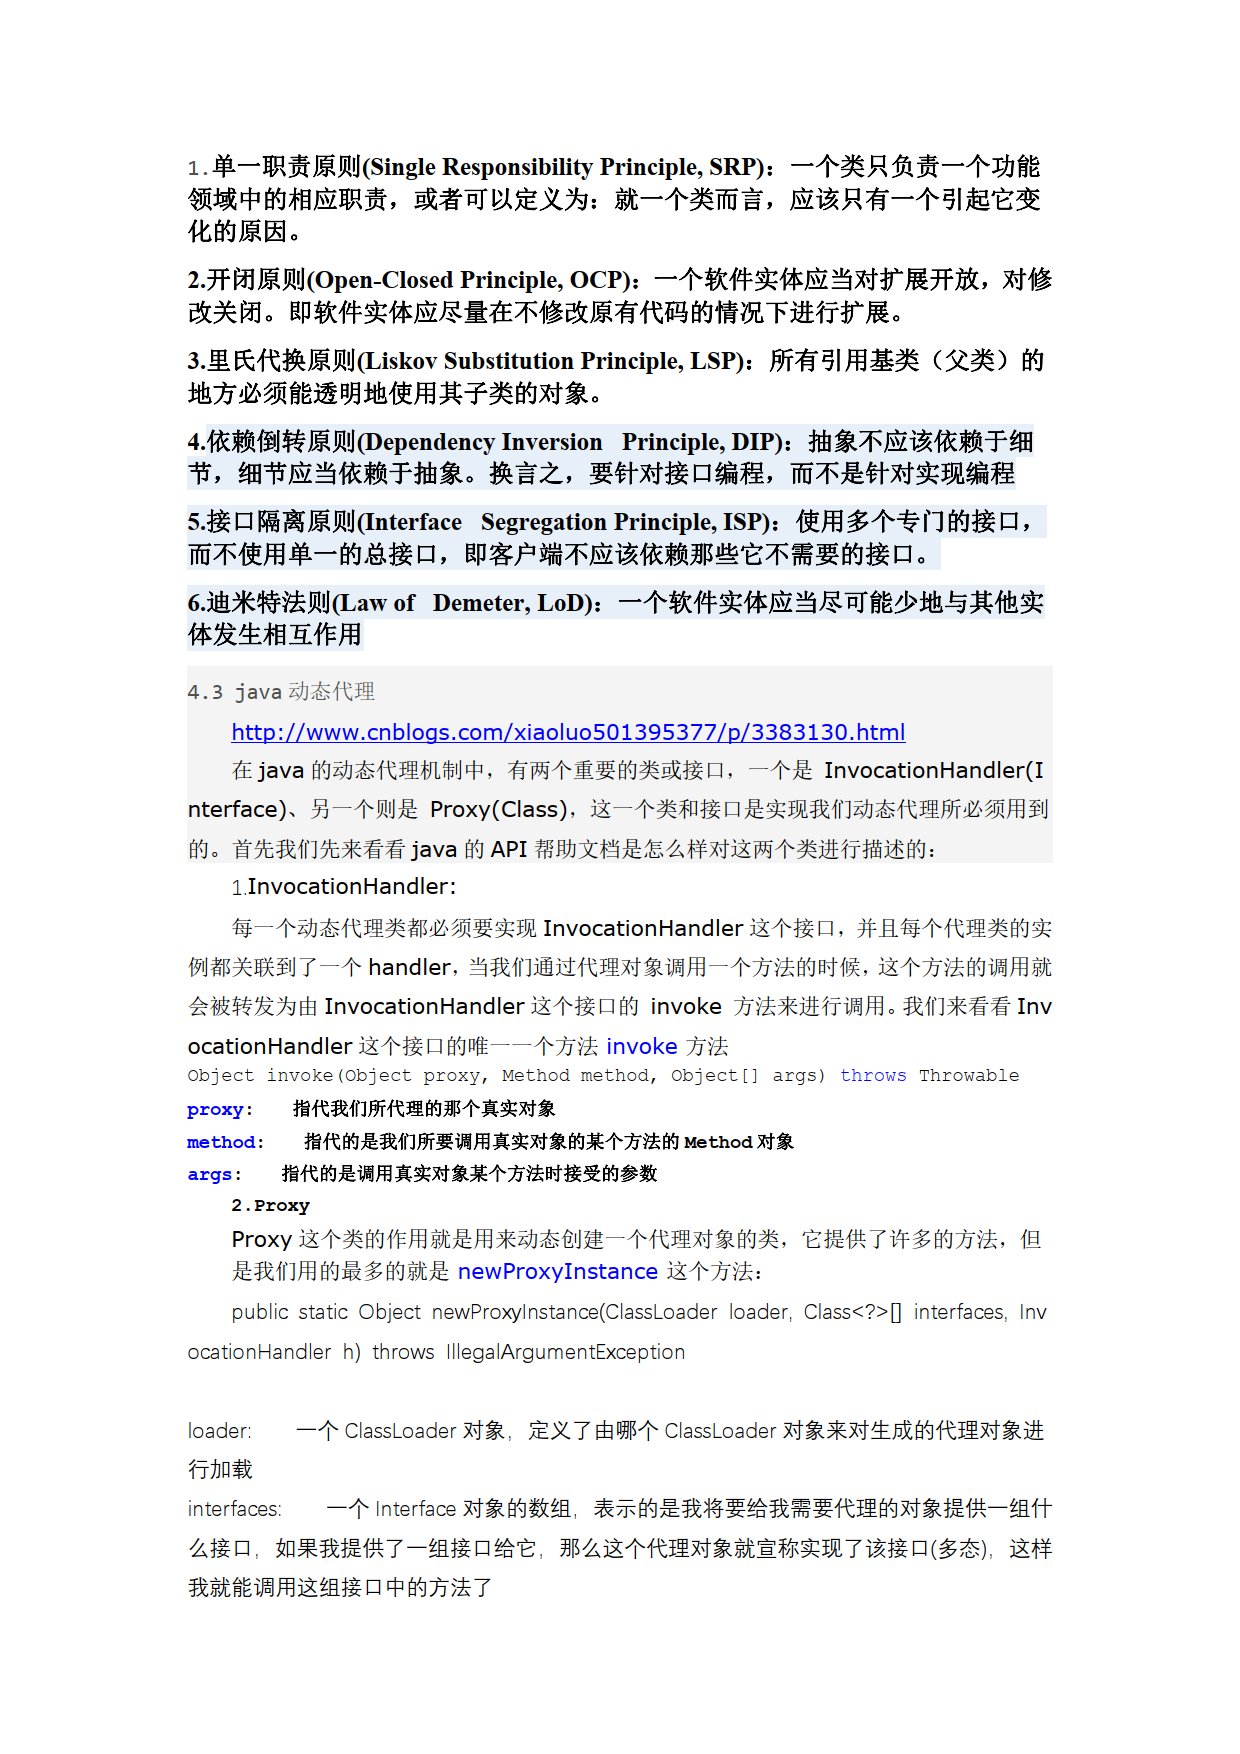 1.单一职责原则(Single Responsibility Principle, SRP)：一个类只负责一个功能
领域中的相应职责，或者可以定义为：就一个类而言，应该只有一个引起它变
化的原因。
2.开闭原则(Open-Closed Principle, OCP)：一个软件实体应当对扩展开放，对修
改关闭。即软件实体应尽量在不修改原有代码的情况下进行扩展。
3.里氏代换原则(Liskov Substitution Principle, LSP)：所有引用基类（父类）的
地方必须能透明地使用其子类的对象。
4.依赖倒转原则(Dependency Inversion Principle, DIP)：抽象不应该依赖于细
节，细节应当依赖于抽象。换言之，要针对接口编程，而不是针对实现编程
5.接口隔离原则(Interface Segregation Principle, ISP)：使用多个专门的接口，
而不使用单一的总接口，即客户端不应该依赖那些它不需要的接口。
6.迪米特法则(Law of Demeter, LoD)：一个软件实体应当尽可能少地与其他实
体发生相互作用
4.3 java 动态代理
http://www.cnblogs.com/xiaoluo501395377/p/3383130.html
在 java 的动态代理机制中，有两个重要的类或接口，一个是 InvocationHandler(I
nterface)、另一个则是 Proxy(Class)，这一个类和接口是实现我们动态代理所必须用到
的。首先我们先来看看 java 的 API 帮助文档是怎么样对这两个类进行描述的：
1.InvocationHandler:
每一个动态代理类都必须要实现 InvocationHandler 这个接口，并且每个代理类的实
例都关联到了一个 handler，当我们通过代理对象调用一个方法的时候，这个方法的调用就
会被转发为由 InvocationHandler 这个接口的 invoke 方法来进行调用。我们来看看 Inv
ocationHandler 这个接口的唯一一个方法 invoke 方法
Object invoke(Object proxy, Method method, Object[] args) throws Throwable
proxy: 指代我们所代理的那个真实对象
method: 指代的是我们所要调用真实对象的某个方法的 Method 对象
args: 指代的是调用真实对象某个方法时接受的参数
2.Proxy
Proxy 这个类的作用就是用来动态创建一个代理对象的类，它提供了许多的方法，但
是我们用的最多的就是 newProxyInstance 这个方法：
public static Object newProxyInstance(ClassLoader loader, Class<?>[] interfaces, Inv
ocationHandler h) throws IllegalArgumentException
loader: 一个 ClassLoader 对象，定义了由哪个 ClassLoader 对象来对生成的代理对象进
行加载
interfaces: 一个 Interface 对象的数组，表示的是我将要给我需要代理的对象提供一组什
么接口，如果我提供了一组接口给它，那么这个代理对象就宣称实现了该接口(多态)，这样
我就能调用这组接口中的方法了